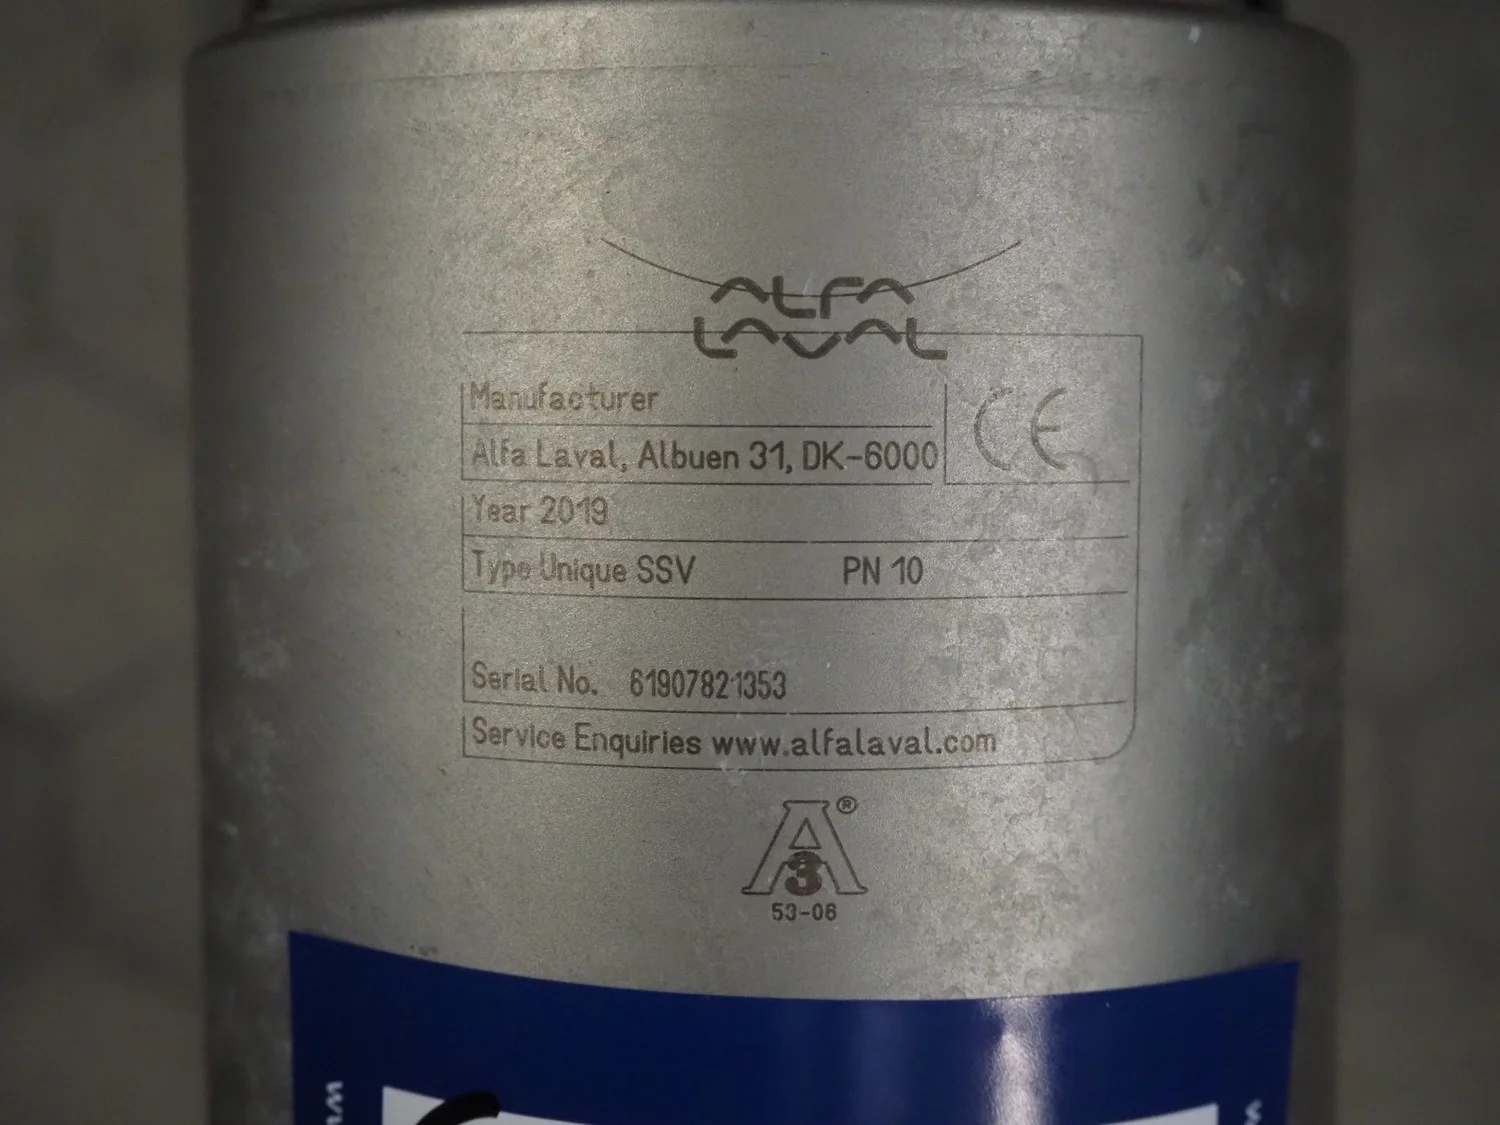 ALFA
LAVAL
Manufacturer
CE
Alfa Laval, Albuen 31, DK-6000
Year 2019
Type Unique SSV PN 10
Serial No. 61907821353
Service Enquiries www.alfalaval.com
A®
3
53-06